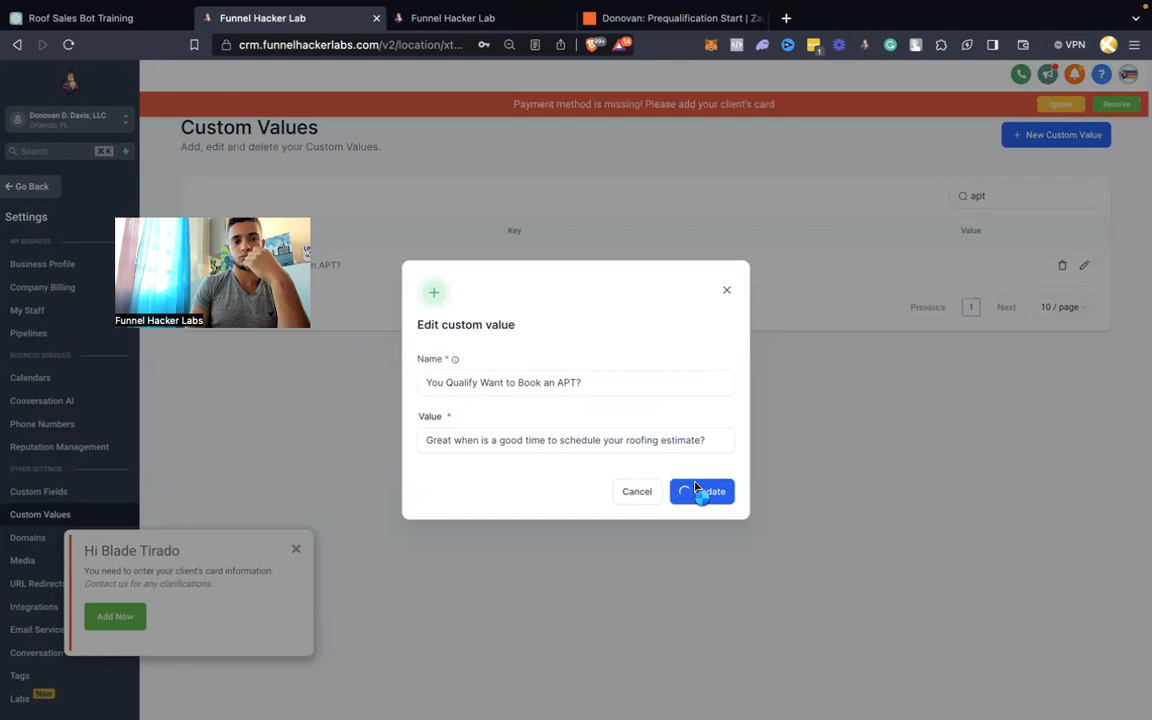 Roof Sales Bot Training
Funnel Hacker Lab
Funnel Hacker Lab
Donovan: Prequalification Start | Za
crm.funnelhackerlabs.com/v2/location/xt...
99+
14
1
VPN
Payment method is missing! Please add your client's card
Ignore
Resolve
Donovan D. Davis, LLC
Orlando, FL
Search
⌘ K
Go Back
Settings
MY BUSINESS
Business Profile
Company Billing
My Staff
Pipelines
BUSINESS SERVICES
Calendars
Conversation AI
Phone Numbers
Reputation Management
OTHER SETTINGS
Custom Fields
Custom Values
Domains
Media
URL Redirects
Integrations
Email Service
Conversation
Tags
Labs
New
Custom Values
Add, edit and delete your Custom Values.
+ New Custom Value
apt
Key
Value
n APT?
Previous
1
Next
10 / page
Funnel Hacker Labs
Edit custom value
Name *
You Qualify Want to Book an APT?
Value *
Great when is a good time to schedule your roofing estimate?
Cancel
Update
Hi Blade Tirado
You need to enter your client's card information.
Contact us for any clarifications.
Add Now